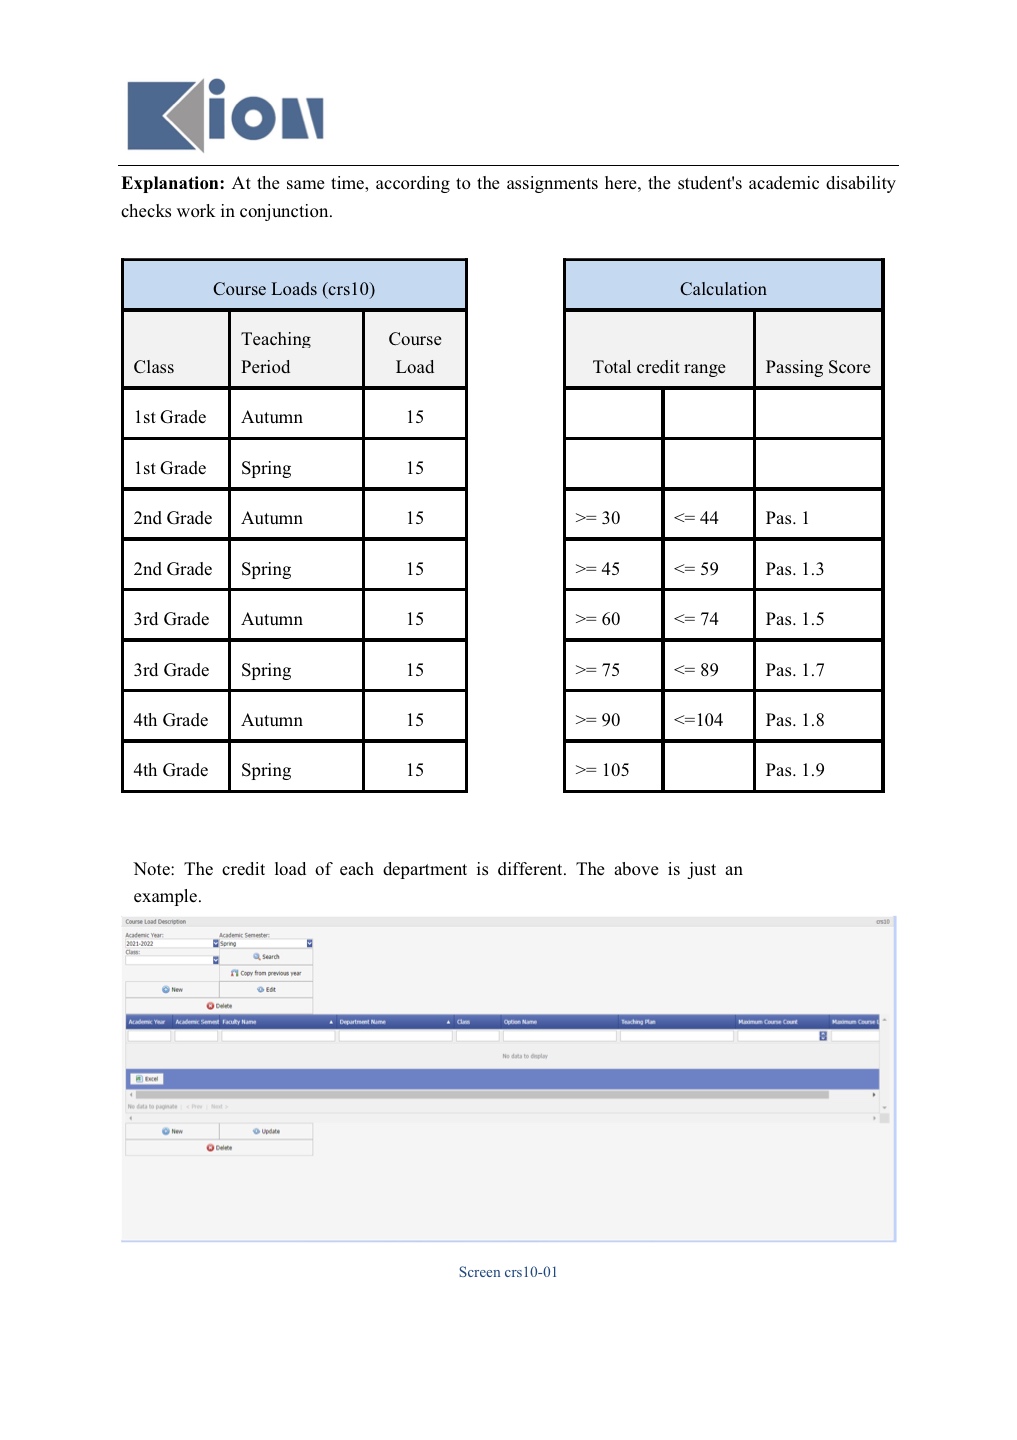 Kion
Explanation: At the same time, according to the assignments here, the student's academic disability
checks work in conjunction.
Course Loads (crs10)
Class Teaching Period Course Load
1st Grade Autumn 15
1st Grade Spring 15
2nd Grade Autumn 15
2nd Grade Spring 15
3rd Grade Autumn 15
3rd Grade Spring 15
4th Grade Autumn 15
4th Grade Spring 15
Calculation
Total credit range Passing Score
>= 30 <= 44 Pas. 1
>= 45 <= 59 Pas. 1.3
>= 60 <= 74 Pas. 1.5
>= 75 <= 89 Pas. 1.7
>= 90 <=104 Pas. 1.8
>= 105 Pas. 1.9
Note: The credit load of each department is different. The above is just an
example.
Course Load Description crs10
Academic Year: Academic Semester:
2021-2022 Spring
Class:
Search
Copy from previous year
New Edit
Delete
Academic Year Academic Semest Faculty Name Department Name Class Option Name Teaching Plan Maximum Course Count Maximum Course
No data to display
Excel
No data to paginate < Prev Next >
New Update
Delete
Screen crs10-01